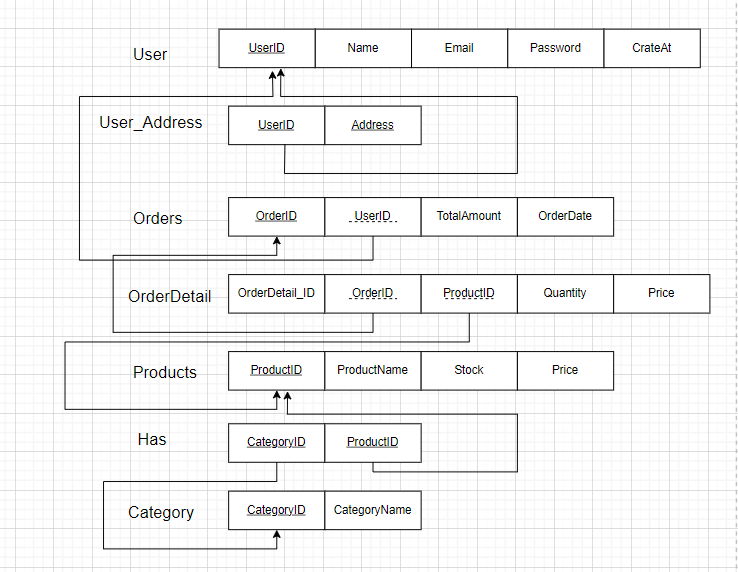 User UserID Name Email Password CrateAt
User_Address UserID Address
Orders OrderID UserID TotalAmount OrderDate
OrderDetail OrderDetail_ID OrderID ProductID Quantity Price
Products ProductID ProductName Stock Price
Has CategoryID ProductID
Category CategoryID CategoryName